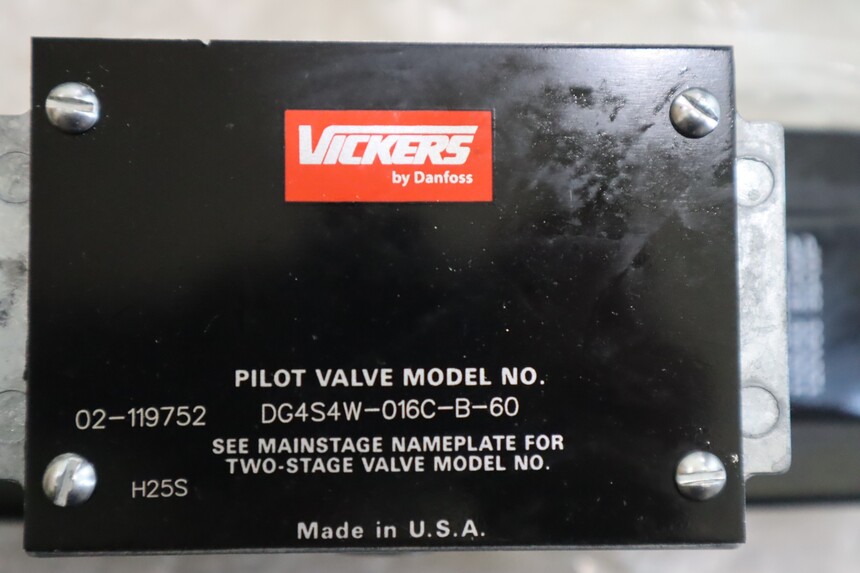 VICKERS
by Danfoss
PILOT VALVE MODEL NO.
02-119752 DG4S4W-016C-B-60
SEE MAINSTAGE NAMEPLATE FOR
TWO-STAGE VALVE MODEL NO.
H25S
Made in U.S.A.